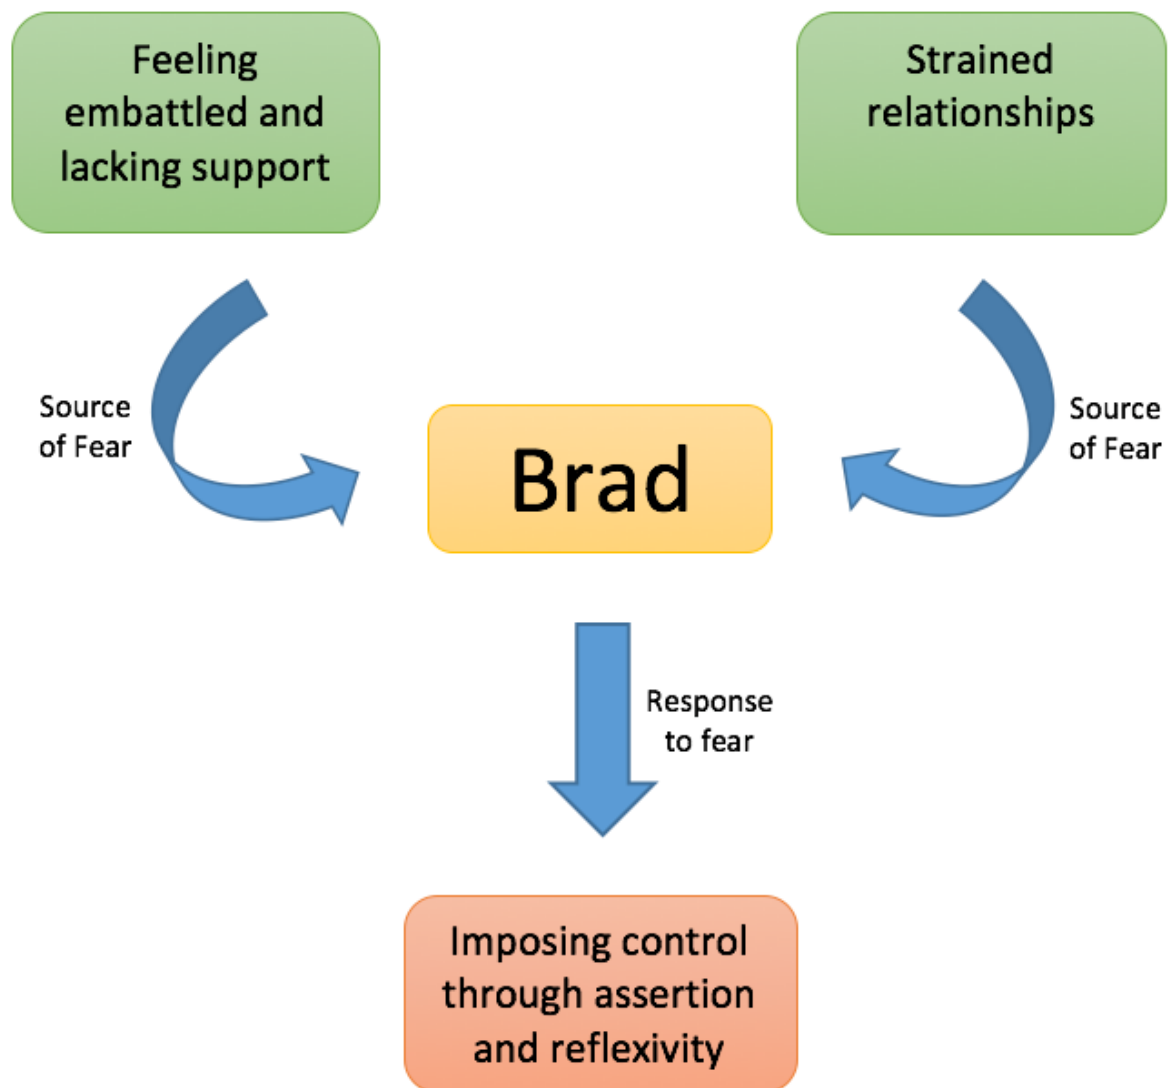 Feeling
embattled and
lacking support
Strained
relationships
Source
of Fear
Brad
Source
of Fear
Response
to fear
Imposing control
through assertion
and reflexivity